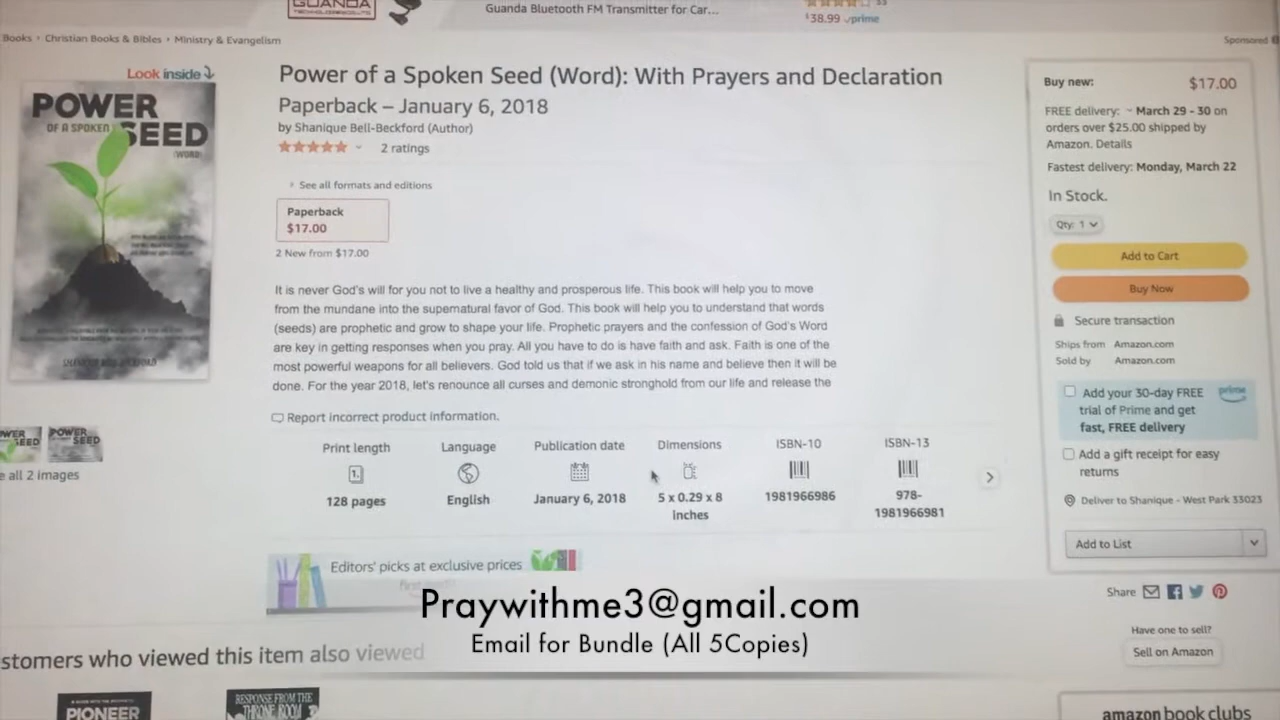 GUANDA
Guanda Bluetooth FM Transmitter for Car...
$38.99 prime
Books › Christian Books & Bibles › Ministry & Evangelism
Sponsored
Look inside
POWER
OF A SPOKEN
SEED
(WORD)
Power of a Spoken Seed (Word): With Prayers and Declaration
Paperback – January 6, 2018
by Shanique Bell-Beckford (Author)
2 ratings
See all formats and editions
Paperback
$17.00
2 New from $17.00
It is never God's will for you not to live a healthy and prosperous life. This book will help you to move
from the mundane into the supernatural favor of God. This book will help you to understand that words
(seeds) are prophetic and grow to shape your life. Prophetic prayers and the confession of God's Word
are key in getting responses when you pray. All you have to do is have faith and ask. Faith is one of the
most powerful weapons for all believers. God told us that if we ask in his name and believe then it will be
done. For the year 2018, let's renounce all curses and demonic stronghold from our life and release the
Report incorrect product information.
Print length
128 pages
Language
English
Publication date
January 6, 2018
Dimensions
5 x 0.29 x 8
inches
ISBN-10
1981966986
ISBN-13
978-
1981966981
POWER
SEED
e all 2 images
Buy new: $17.00
FREE delivery: March 29 - 30 on
orders over $25.00 shipped by
Amazon. Details
Fastest delivery: Monday, March 22
In Stock.
Qty: 1
Add to Cart
Buy Now
Secure transaction
Ships from Amazon.com
Sold by Amazon.com
Add your 30-day FREE
trial of Prime and get
fast, FREE delivery
prime
Add a gift receipt for easy
returns
Deliver to Shanique - West Park 33023
Add to List
Share
Have one to sell?
Sell on Amazon
Editors' picks at exclusive prices
Praywithme3@gmail.com
Email for Bundle (All 5Copies)
stomers who viewed this item also viewed
PIONEER
RESPONSE FROM THE
THRONE ROOM
amazon book clubs